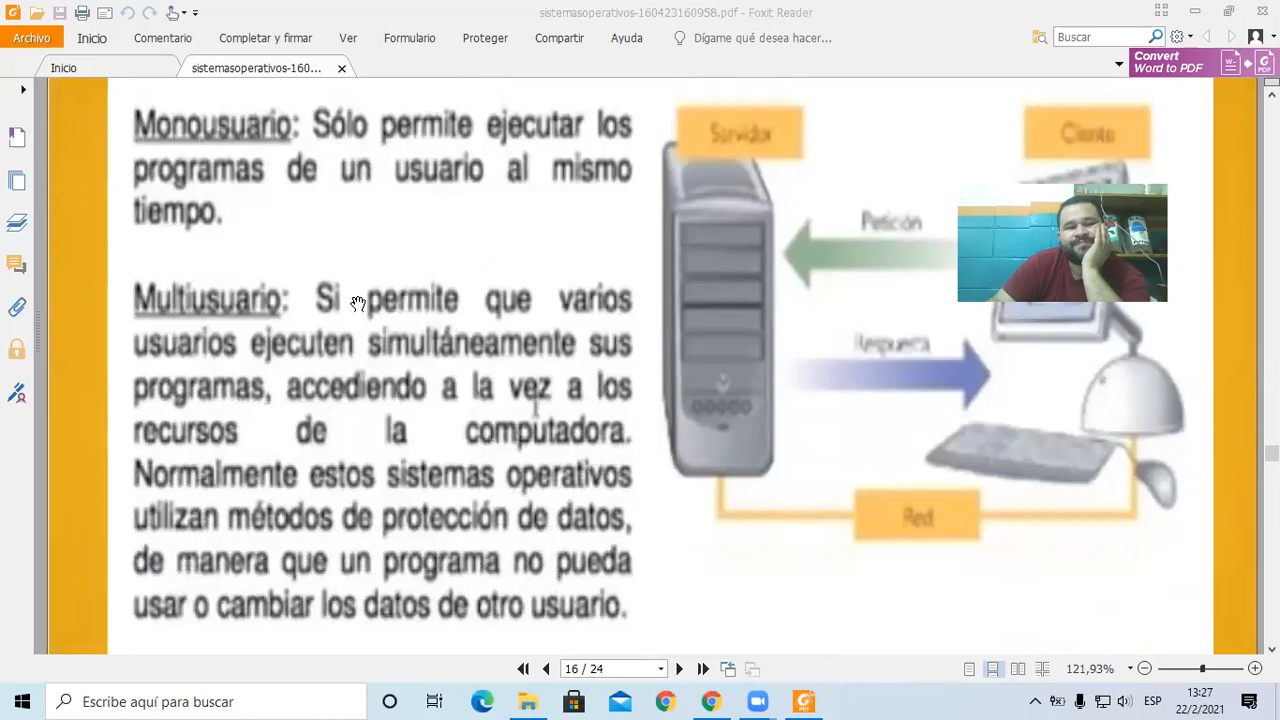 sistemasoperativos-160423160958.pdf - Foxit Reader
Archivo Inicio Comentario Completar y firmar Ver Formulario Proteger Compartir Ayuda Dígame qué desea hacer... Buscar
Inicio sistemasoperativos-160... Convert
Word to PDF
Monousuario: Sólo permite ejecutar los
programas de un usuario al mismo
tiempo.
Multiusuario: Si permite que varios
usuarios ejecuten simultáneamente sus
programas, accediendo a la vez a los
recursos de la computadora.
Normalmente estos sistemas operativos
utilizan métodos de protección de datos,
de manera que un programa no pueda
usar o cambiar los datos de otro usuario.
Servidor
Cliente
Petición
Respuesta
Red
16 / 24
121,93%
Escribe aquí para buscar
ESP
13:27
22/2/2021